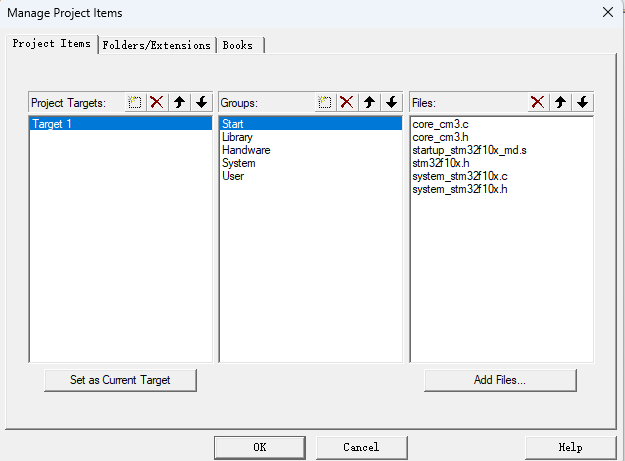 Manage Project Items
Project Items Folders/Extensions Books
Project Targets: Groups: Files:
Target 1
Start
Library
Hardware
System
User
core_cm3.c
core_cm3.h
startup_stm32f10x_md.s
stm32f10x.h
system_stm32f10x.c
system_stm32f10x.h
Set as Current Target Add Files...
OK Cancel Help